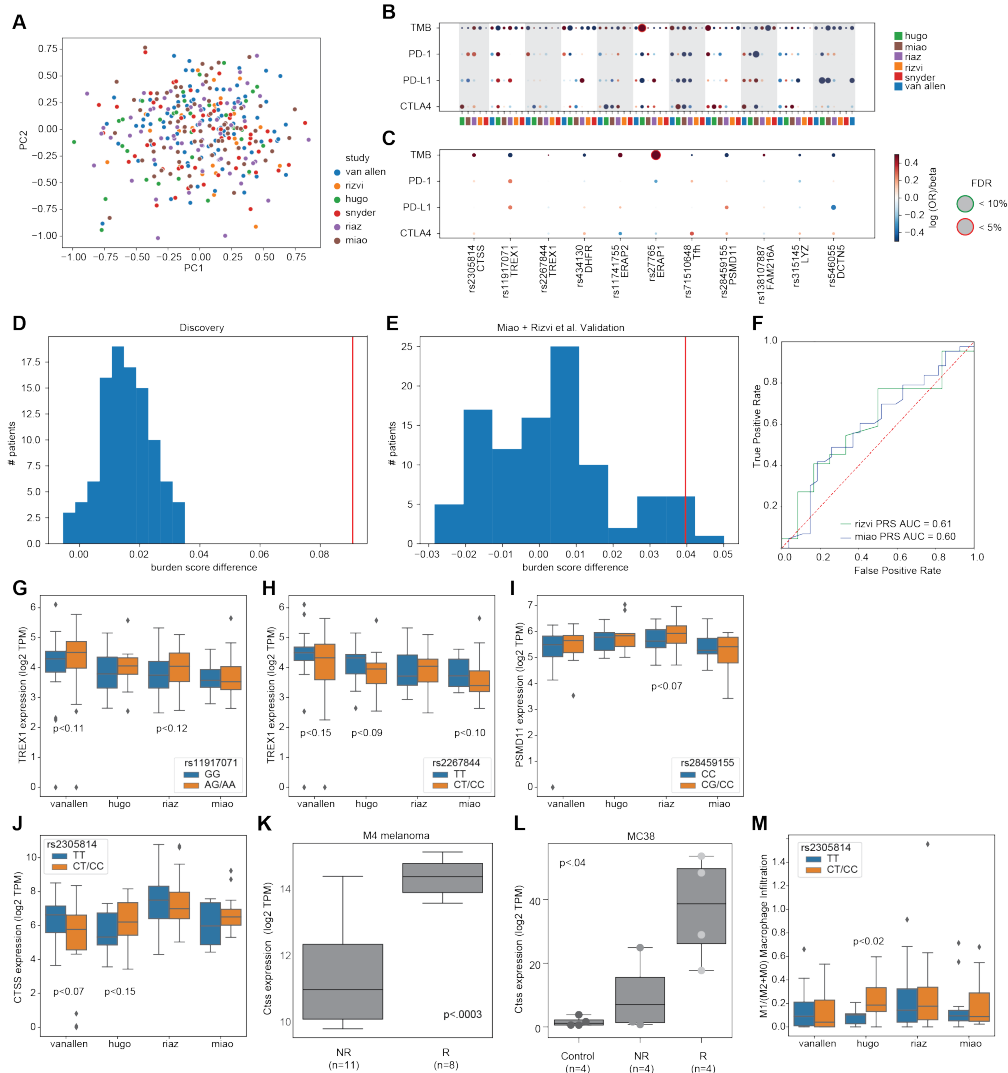 A
0.75
0.50
0.25
0.00
−0.25
−0.50
−0.75
−1.00
PC2
−1.00
−0.75
−0.50
−0.25
0.00
0.25
0.50
0.75
PC1
study
van allen
rizvi
hugo
snyder
riaz
miao
B
TMB
PD-1
PD-L1
CTLA4
hugo
miao
riaz
rizvi
snyder
van allen
C
TMB
PD-1
PD-L1
CTLA4
rs2305814
CTSS
rs11917071
TREX1
rs2267844
TREX1
rs434130
DHFR
rs11741755
ERAP2
rs27765
ERAP1
rs71510648
Tfh
rs28459155
PSMD11
rs138107887
FAM216A
rs315145
LYZ
rs546055
DCTN5
0.4
0.2
0.0
−0.2
−0.4
log (OR)/beta
FDR
< 10%
< 5%
D
Discovery
17.5
15.0
12.5
10.0
7.5
5.0
2.5
0.0
# patients
0.00
0.02
0.04
0.06
0.08
burden score difference
E
Miao + Rizvi et al. Validation
25
20
15
10
5
0
# patients
−0.03
−0.02
−0.01
0.00
0.01
0.02
0.03
0.04
0.05
burden score difference
F
1.0
0.8
0.6
0.4
0.2
True Positive Rate
0.0
0.2
0.4
0.6
0.8
1.0
False Positive Rate
rizvi PRS AUC = 0.61
miao PRS AUC = 0.60
G
6
5
4
3
2
1
0
TREX1 expression (log2 TPM)
p<0.11
p<0.12
rs11917071
GG
AG/AA
vanallen
hugo
riaz
miao
H
6
5
4
3
2
1
0
TREX1 expression (log2 TPM)
p<0.15
p<0.09
p<0.10
rs2267844
TT
CT/CC
vanallen
hugo
riaz
miao
I
7
6
5
4
3
2
1
0
PSMD11 expression (log2 TPM)
p<0.07
rs28459155
CC
CG/CC
vanallen
hugo
riaz
miao
J
rs2305814
TT
CT/CC
10
8
6
4
2
0
CTSS expression (log2 TPM)
p<0.07
p<0.15
vanallen
hugo
riaz
miao
K
M4 melanoma
14
12
10
Ctss expression (log2 TPM)
p<.0003
NR
(n=11)
R
(n=8)
L
MC38
p<.04
40
20
0
Ctss expression (log2 TPM)
Control
(n=4)
NR
(n=4)
R
(n=4)
M
rs2305814
TT
CT/CC
1.6
1.4
1.2
1.0
0.8
0.6
0.4
0.2
0.0
M1/(M2+M0) Macrophage Infiltration
p<0.02
vanallen
hugo
riaz
miao